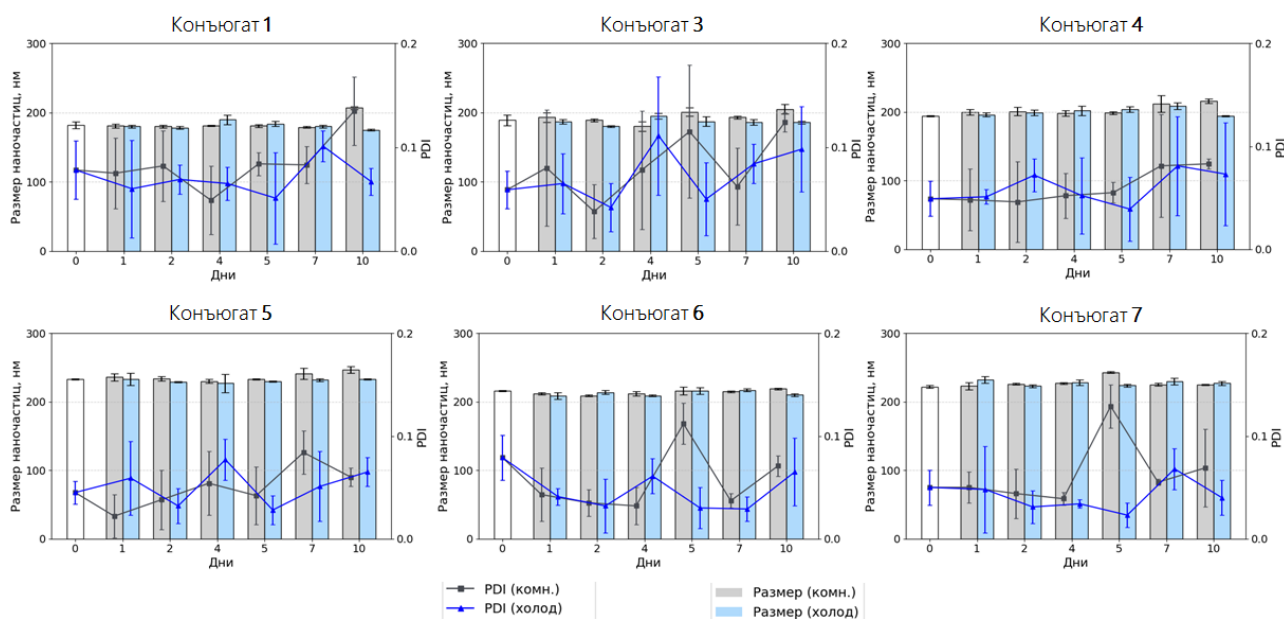 Конъюгат 1
Конъюгат 3
Конъюгат 4
300
200
100
0
Размер наночастиц, нм
0 1 2 4 5 7 10
Дни
0.2
0.1
0.0
PDI
300
200
100
0
Размер наночастиц, нм
0 1 2 4 5 7 10
Дни
0.2
0.1
0.0
PDI
300
200
100
0
Размер наночастиц, нм
0 1 2 4 5 7 10
Дни
0.2
0.1
0.0
PDI
Конъюгат 5
Конъюгат 6
Конъюгат 7
300
200
100
0
Размер наночастиц, нм
0 1 2 4 5 7 10
Дни
0.2
0.1
0.0
PDI
300
200
100
0
Размер наночастиц, нм
0 1 2 4 5 7 10
Дни
0.2
0.1
0.0
PDI
300
200
100
0
Размер наночастиц, нм
0 1 2 4 5 7 10
Дни
0.2
0.1
0.0
PDI
PDI (комн.)
PDI (холод)
Размер (комн.)
Размер (холод)